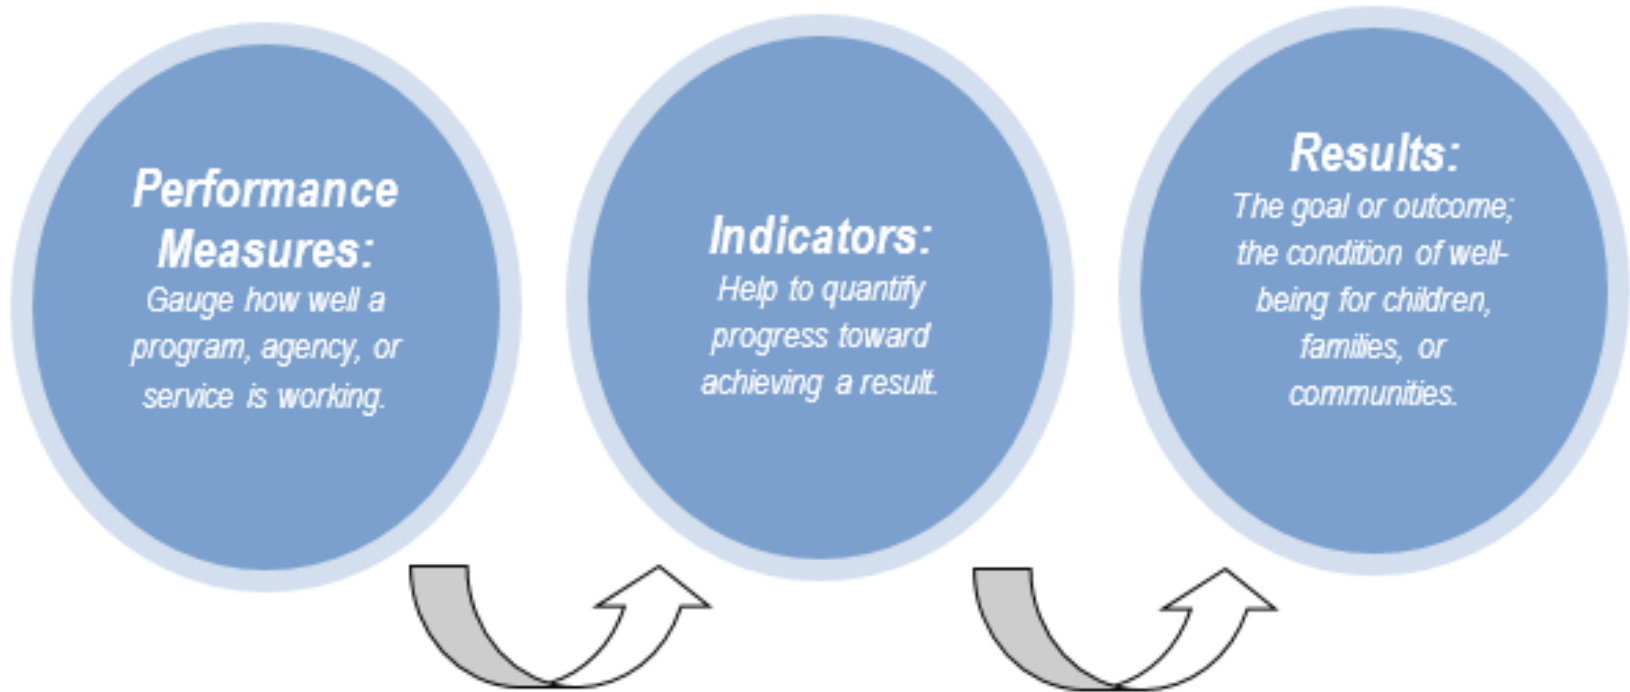 Performance
Measures:
Gauge how well a
program, agency, or
service is working.
Indicators:
Help to quantify
progress toward
achieving a result.
Results:
The goal or outcome;
the condition of well-
being for children,
families, or
communities.